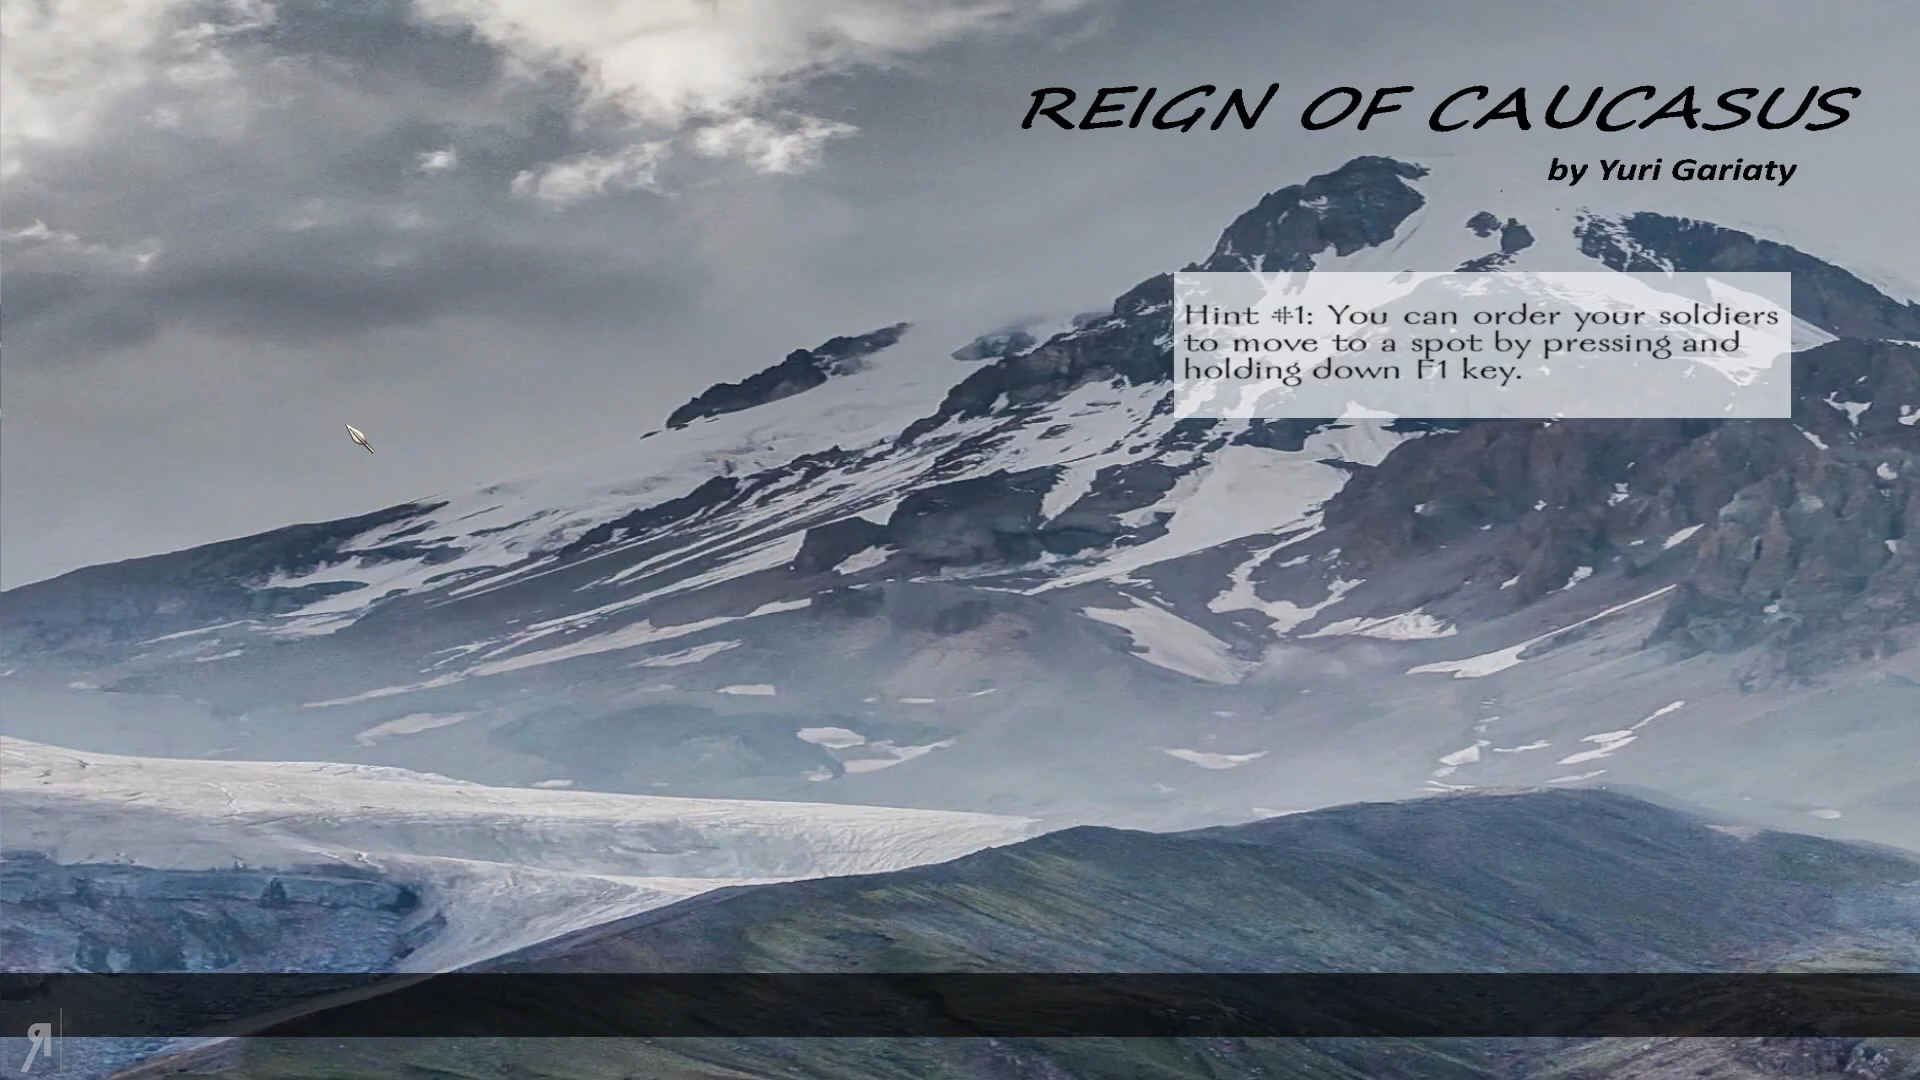 REIGN OF CAUCASUS
by Yuri Gariaty
Hint #1: You can order your soldiers
to move to a spot by pressing and
holding down F1 key.